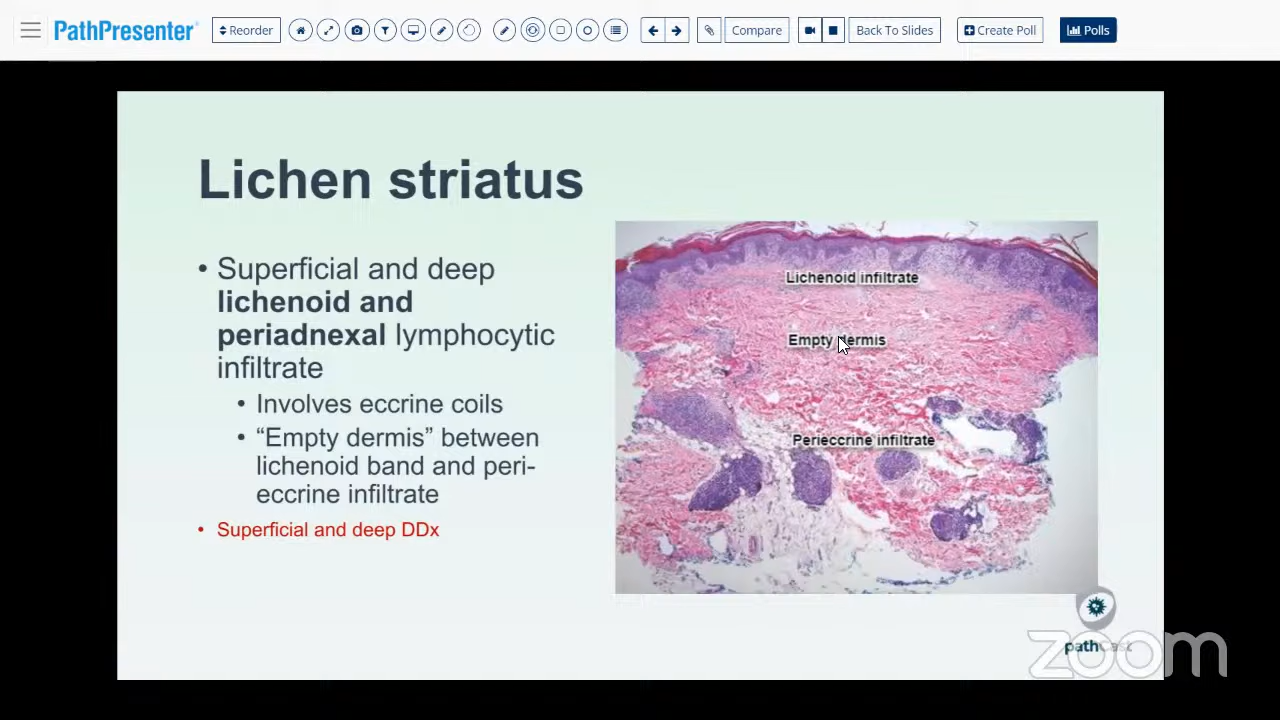 PathPresenter
Reorder
Compare
Back To Slides
Create Poll
Polls
Lichen striatus
• Superficial and deep
lichenoid and
periadnexal lymphocytic
infiltrate
• Involves eccrine coils
• “Empty dermis” between
lichenoid band and peri-
eccrine infiltrate
• Superficial and deep DDx
Lichenoid infiltrate
Empty dermis
Perieccrine infiltrate
pathCast
zoom